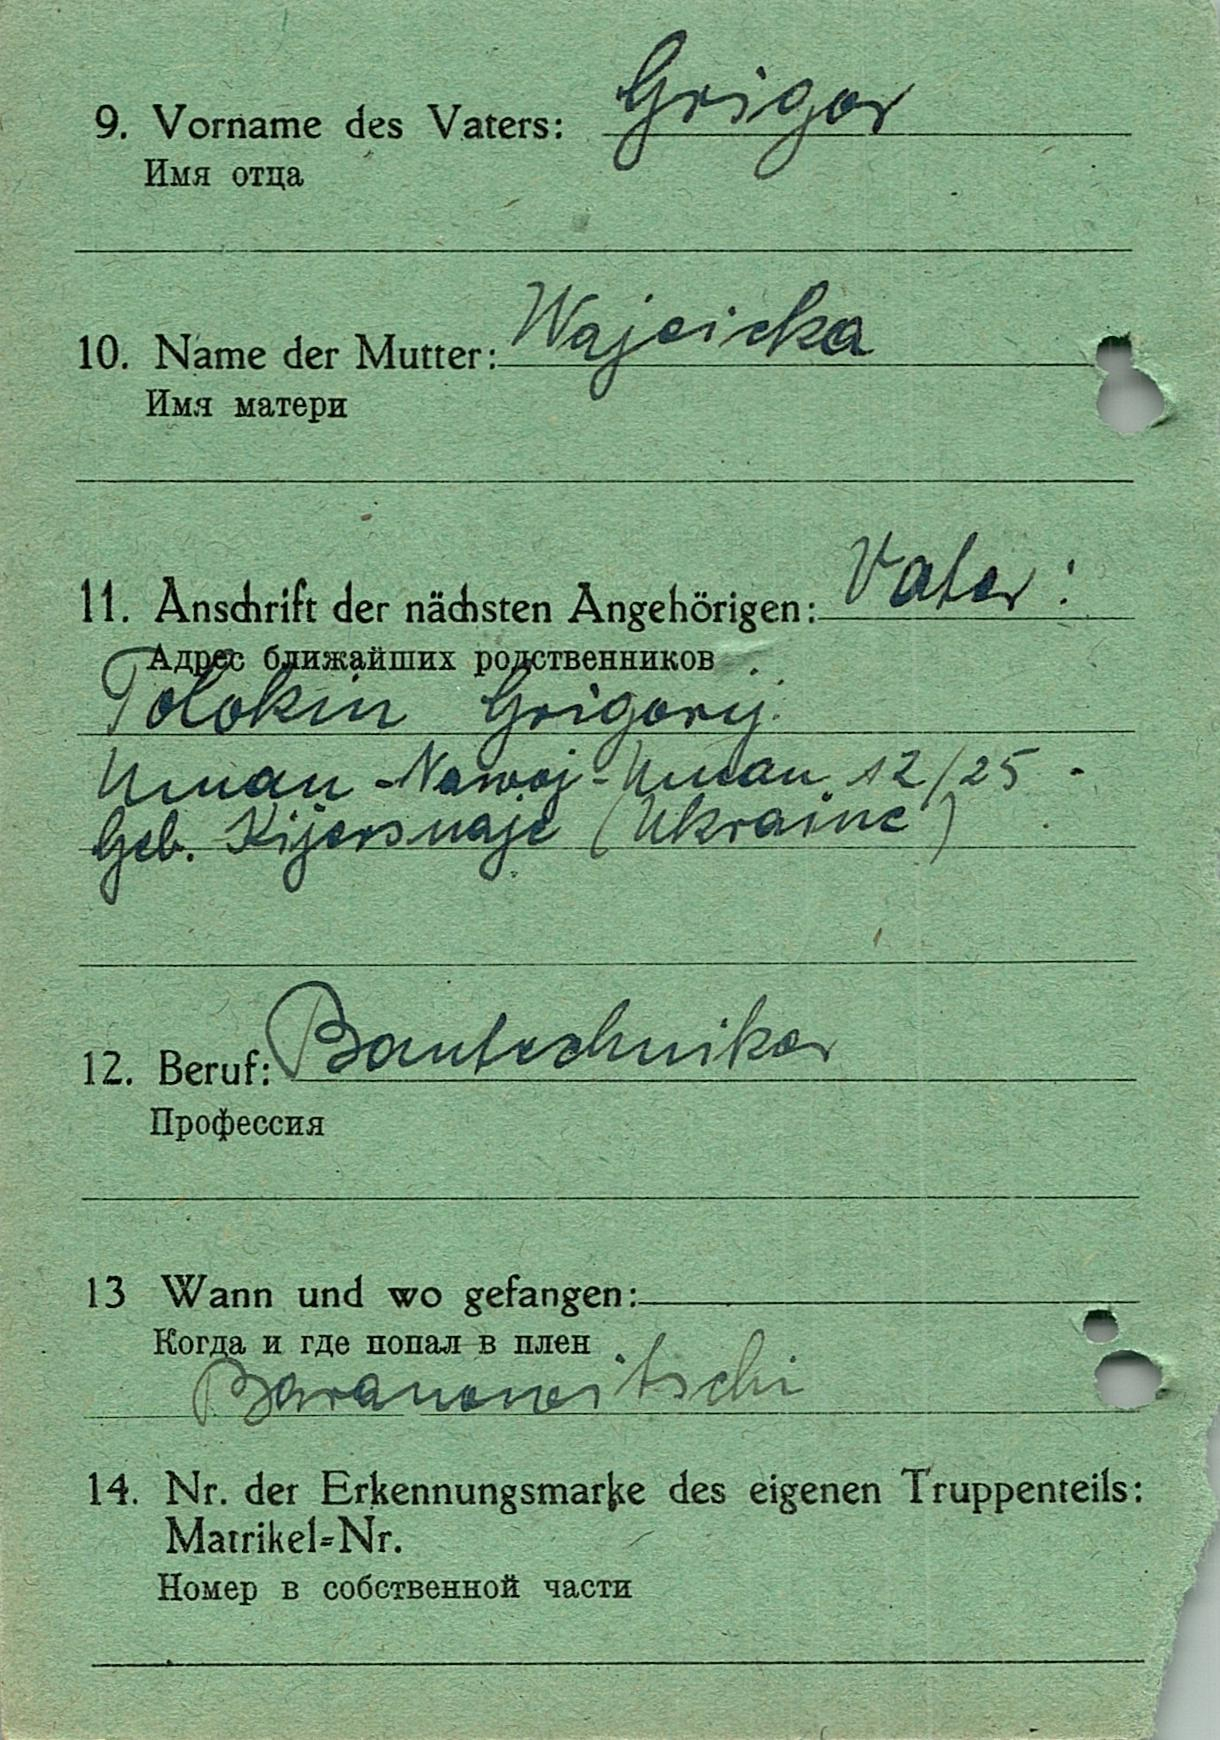 9. Vorname des Vaters: Grigor
Имя отца
10. Name der Mutter: Wajcicka
Имя матери
11. Anschrift der nächsten Angehörigen: Vater:
Адрес ближайших родственников
Tolokin Grigorij.
Uman - Nowoj - Uman 12/25 -
Geb. (Ukraine)
12. Beruf: Bautechniker
Профессия
13 Wann und wo gefangen:
Когда и где попал в плен
Baranowitschi
14. Nr. der Erkennungsmarke des eigenen Truppenteils:
Matrikel=Nr.
Номер в собственной части